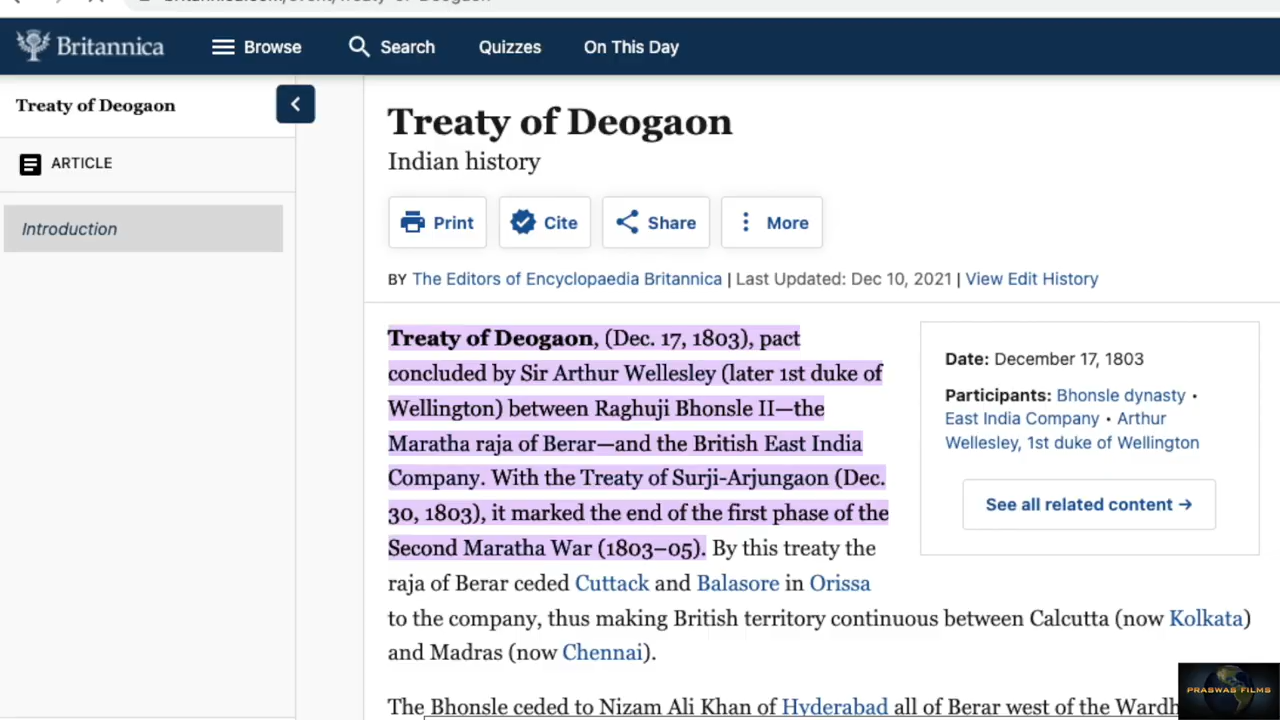 Britannica
Browse
Search
Quizzes
On This Day
Treaty of Deogaon
ARTICLE
Introduction
Treaty of Deogaon
Indian history
Print
Cite
Share
More
BY The Editors of Encyclopaedia Britannica | Last Updated: Dec 10, 2021 | View Edit History
Treaty of Deogaon, (Dec. 17, 1803), pact
concluded by Sir Arthur Wellesley (later 1st duke of
Wellington) between Raghuji Bhonsle II—the
Maratha raja of Berar—and the British East India
Company. With the Treaty of Surji-Arjungaon (Dec.
30, 1803), it marked the end of the first phase of the
Second Maratha War (1803–05). By this treaty the
raja of Berar ceded Cuttack and Balasore in Orissa
to the company, thus making British territory continuous between Calcutta (now Kolkata)
and Madras (now Chennai).
The Bhonsle ceded to Nizam Ali Khan of Hyderabad all of Berar west of the
Date: December 17, 1803
Participants: Bhonsle dynasty •
East India Company • Arthur
Wellesley, 1st duke of Wellington
See all related content →
PRASWAS FILMS